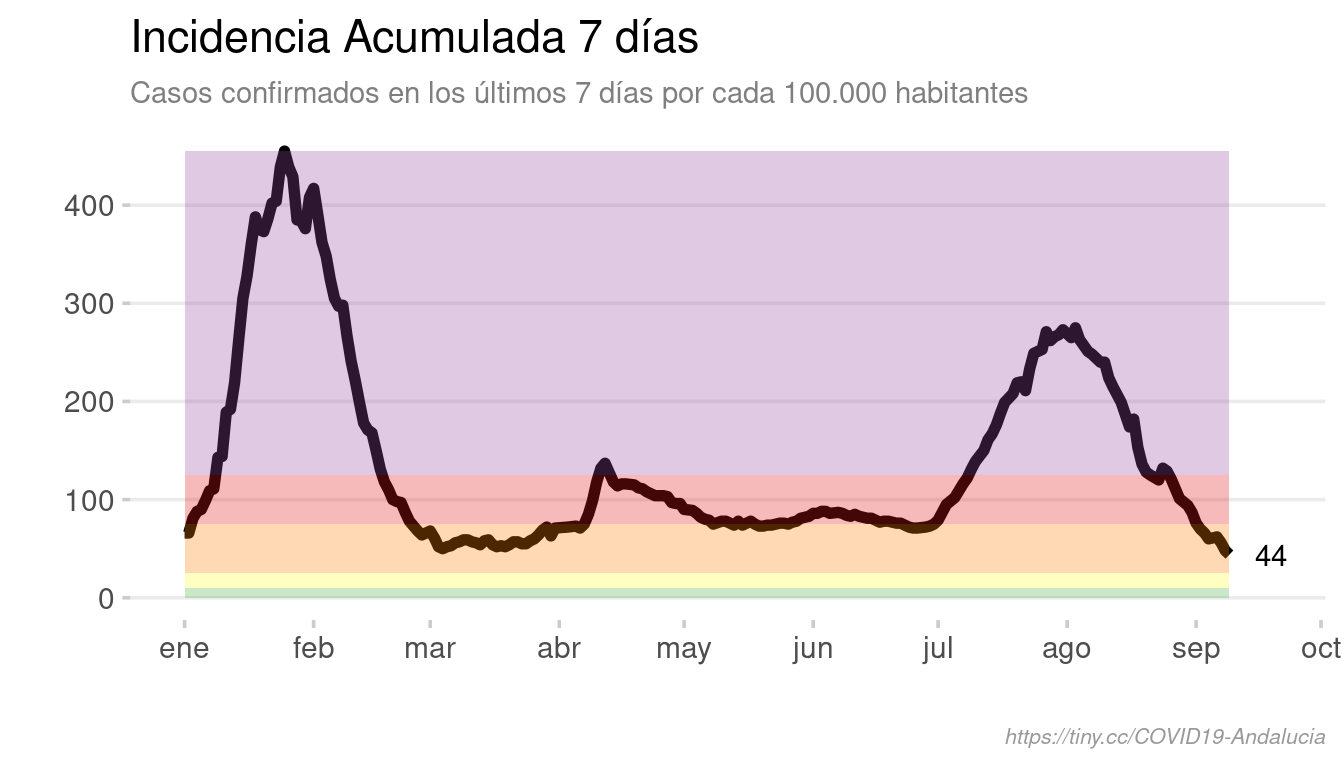 Incidencia Acumulada 7 días
Casos confirmados en los últimos 7 días por cada 100.000 habitantes
400
300
200
100
0
44
ene feb mar abr may jun jul ago sep oct
https://tiny.cc/COVID19-Andalucia